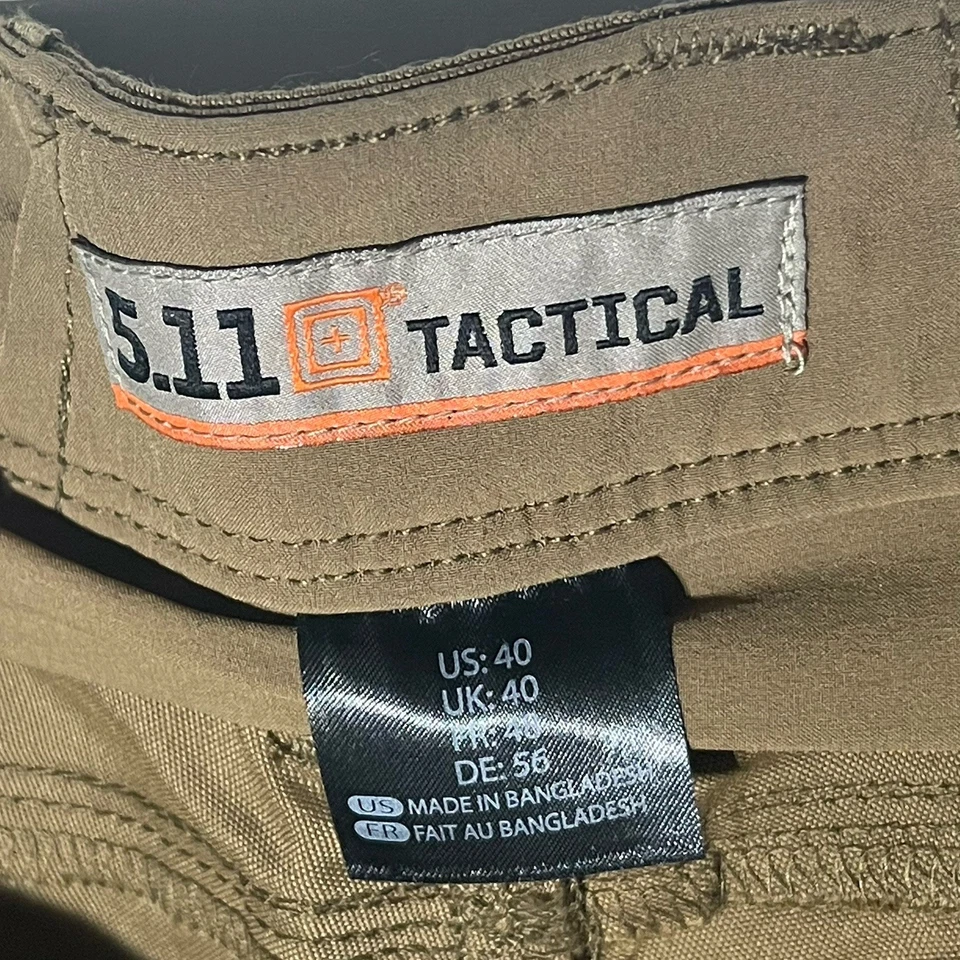 5.11 TACTICAL
US: 40
UK: 40
DE: 56
US MADE IN BANGLADESH
FR FAIT AU BANGLADESH